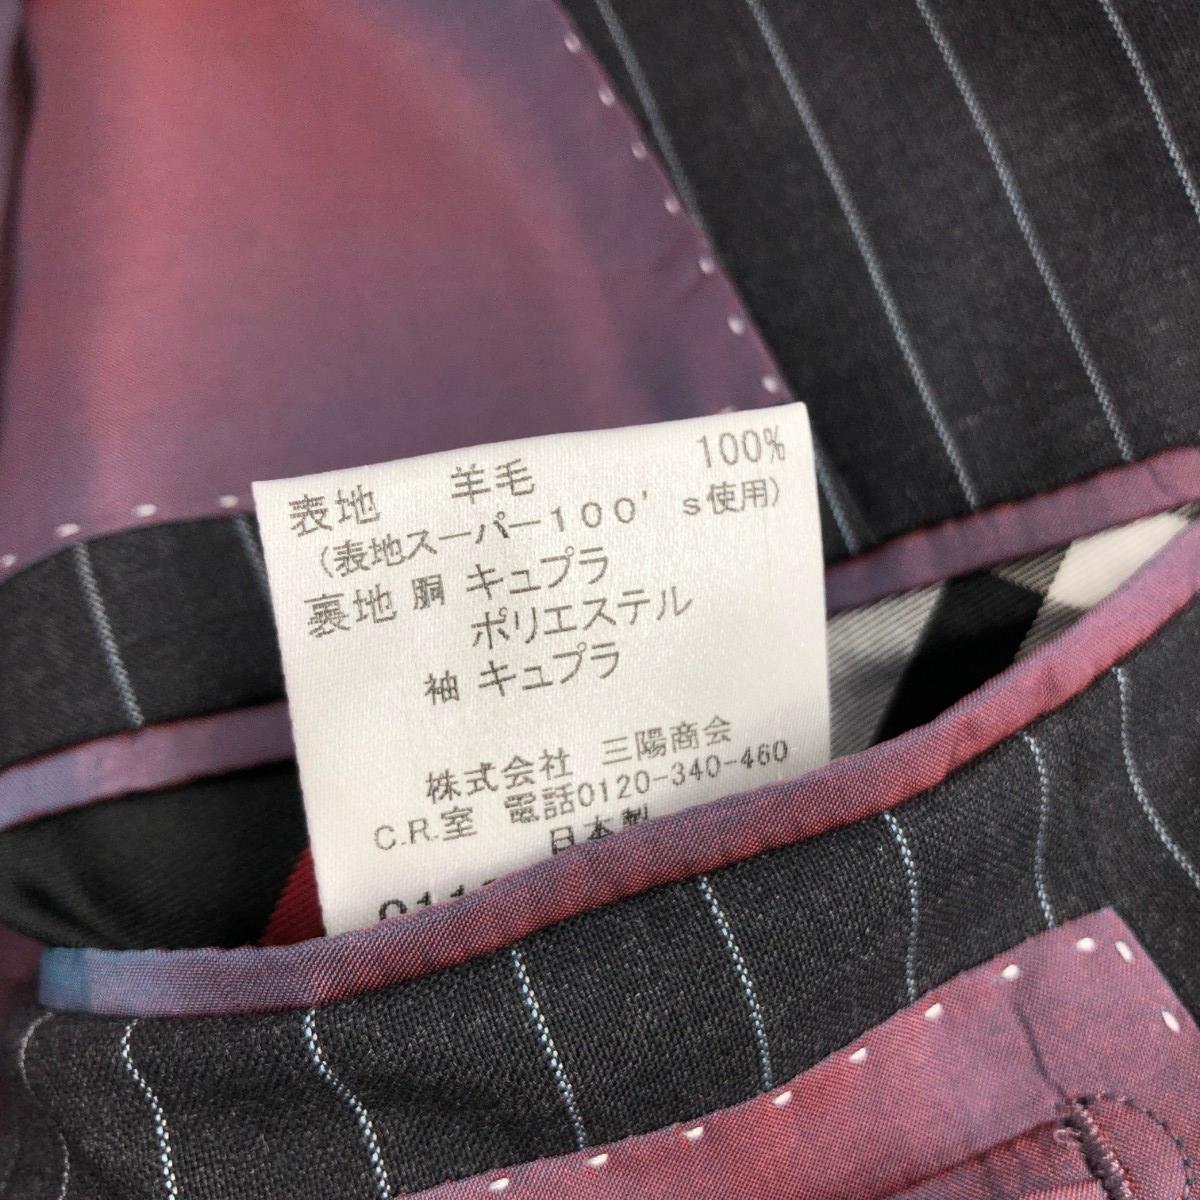 表地 羊毛 100%
(表地スーパー100's使用)
裏地 胴 キュプラ
ポリエステル
袖 キュプラ
株式会社 三陽商会
C.R.室 電話0120-340-460
日本製